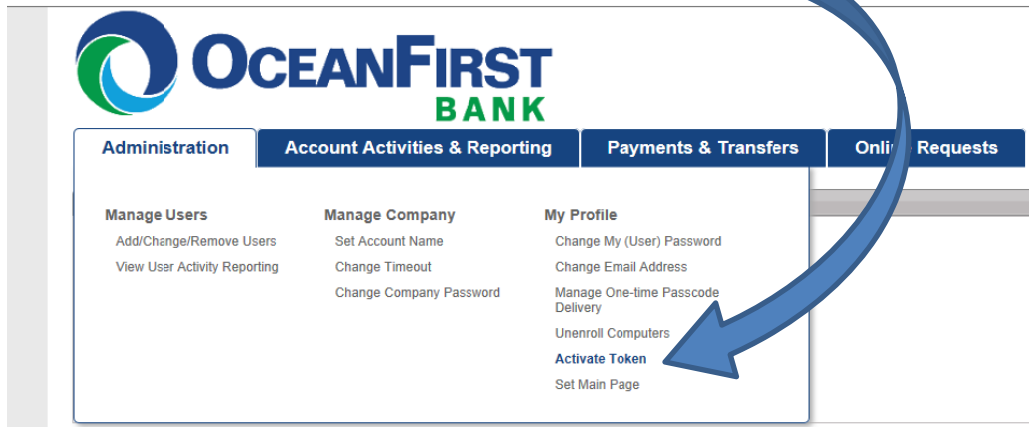 OCEANFIRST
BANK
Administration
Account Activities & Reporting
Payments & Transfers
Online Requests
Manage Users
Add/Change/Remove Users
View User Activity Reporting
Manage Company
Set Account Name
Change Timeout
Change Company Password
My Profile
Change My (User) Password
Change Email Address
Manage One-time Passcode
Delivery
Unenroll Computers
Activate Token
Set Main Page